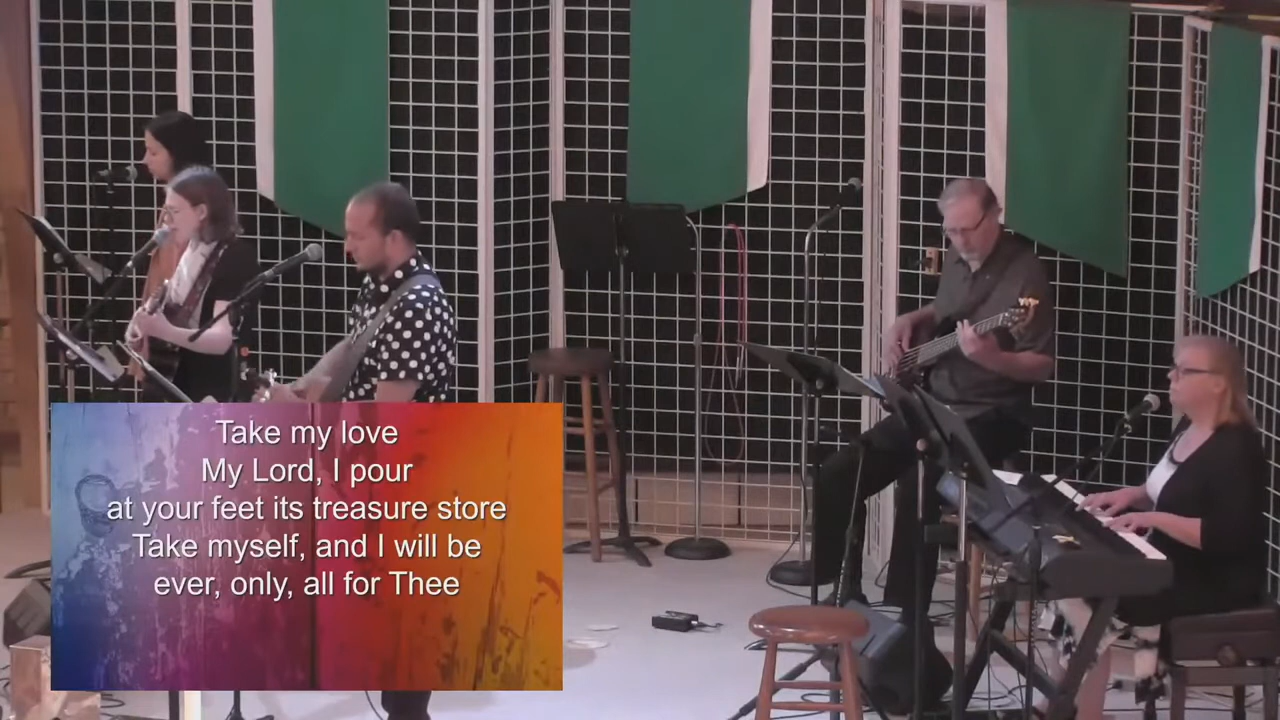 Take my love
My Lord, I pour
at your feet its treasure store
Take myself, and I will be
ever, only, all for Thee